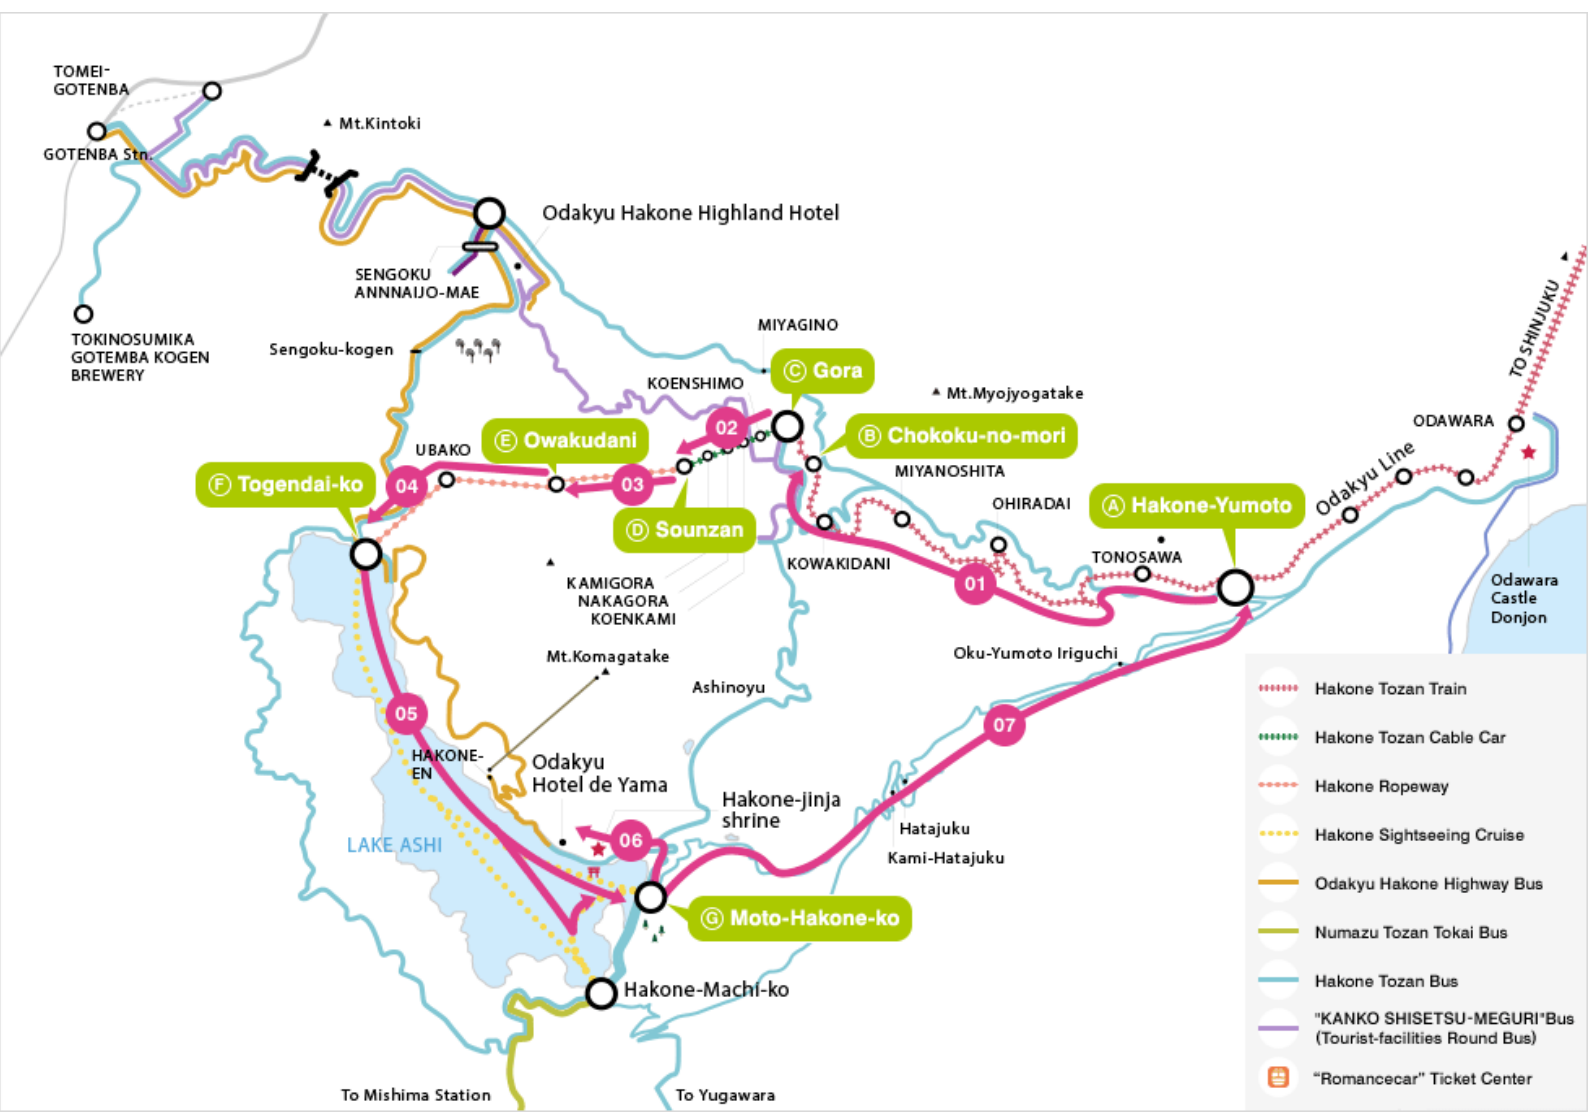 TOMEI-
GOTENBA
Mt.Kintoki
GOTENBA Stn.
Odakyu Hakone Highland Hotel
SENGOKU
ANNNAIJO-MAE
TOKINOSUMIKA
GOTEMBA KOGEN
BREWERY
Sengoku-kogen
MIYAGINO
TO SHINJUKU
KOENSHIMO
C Gora
Mt.Myojyogatake
ODAWARA
02
B Chokoku-no-mori
E Owakudani
UBAKO
MIYANOSHITA
Odakyu Line
F Togendai-ko
04
03
OHIRADAI
A Hakone-Yumoto
D Sounzan
KOWAKIDANI
TONOSAWA
01
KAMIGORA
NAKAGORA
KOENKAMI
Odawara
Castle
Donjon
Mt.Komagatake
Oku-Yumoto Iriguchi
Ashinoyu
05
07
HAKONE-
EN
Odakyu
Hotel de Yama
Hakone-jinja
shrine
LAKE ASHI
06
Hatajuku
Kami-Hatajuku
G Moto-Hakone-ko
Hakone-Machi-ko
To Mishima Station
To Yugawara
Hakone Tozan Train
Hakone Tozan Cable Car
Hakone Ropeway
Hakone Sightseeing Cruise
Odakyu Hakone Highway Bus
Numazu Tozan Tokai Bus
Hakone Tozan Bus
"KANKO SHISETSU-MEGURI"Bus
(Tourist-facilities Round Bus)
“Romancecar” Ticket Center